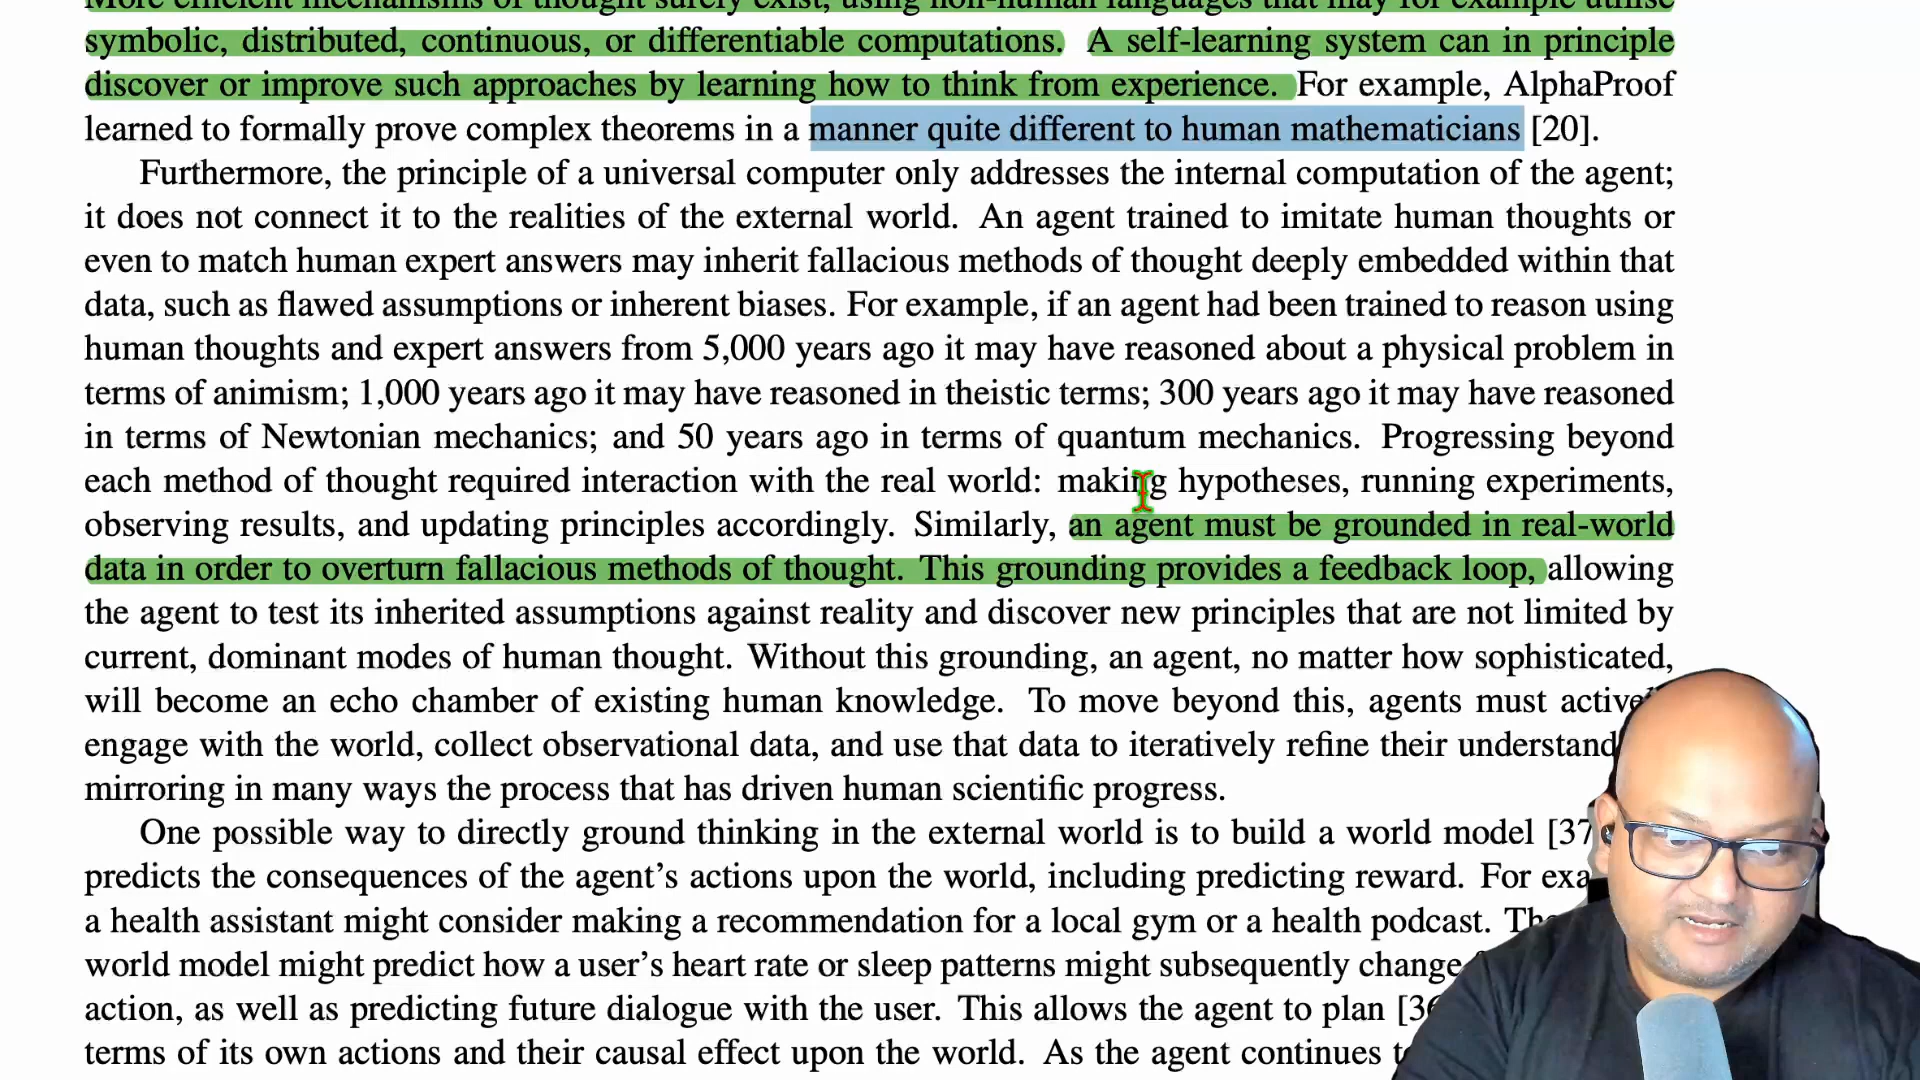 More efficient mechanisms of thought surely exist, using non-human languages that may for example utilise
symbolic, distributed, continuous, or differentiable computations. A self-learning system can in principle
discover or improve such approaches by learning how to think from experience. For example, AlphaProof
learned to formally prove complex theorems in a manner quite different to human mathematicians [20].
Furthermore, the principle of a universal computer only addresses the internal computation of the agent;
it does not connect it to the realities of the external world. An agent trained to imitate human thoughts or
even to match human expert answers may inherit fallacious methods of thought deeply embedded within that
data, such as flawed assumptions or inherent biases. For example, if an agent had been trained to reason using
human thoughts and expert answers from 5,000 years ago it may have reasoned about a physical problem in
terms of animism; 1,000 years ago it may have reasoned in theistic terms; 300 years ago it may have reasoned
in terms of Newtonian mechanics; and 50 years ago in terms of quantum mechanics. Progressing beyond
each method of thought required interaction with the real world: making hypotheses, running experiments,
observing results, and updating principles accordingly. Similarly, an agent must be grounded in real-world
data in order to overturn fallacious methods of thought. This grounding provides a feedback loop, allowing
the agent to test its inherited assumptions against reality and discover new principles that are not limited by
current, dominant modes of human thought. Without this grounding, an agent, no matter how sophisticated,
will become an echo chamber of existing human knowledge. To move beyond this, agents must
engage with the world, collect observational data, and use that data to iteratively refine their
mirroring in many ways the process that has driven human scientific progress.
One possible way to directly ground thinking in the external world is to build a world model [37
predicts the consequences of the agent's actions upon the world, including predicting reward. For
a health assistant might consider making a recommendation for a local gym or a health podcast.
world model might predict how a user's heart rate or sleep patterns might subsequently change
action, as well as predicting future dialogue with the user. This allows the agent to plan
terms of its own actions and their causal effect upon the world. As the agent continues